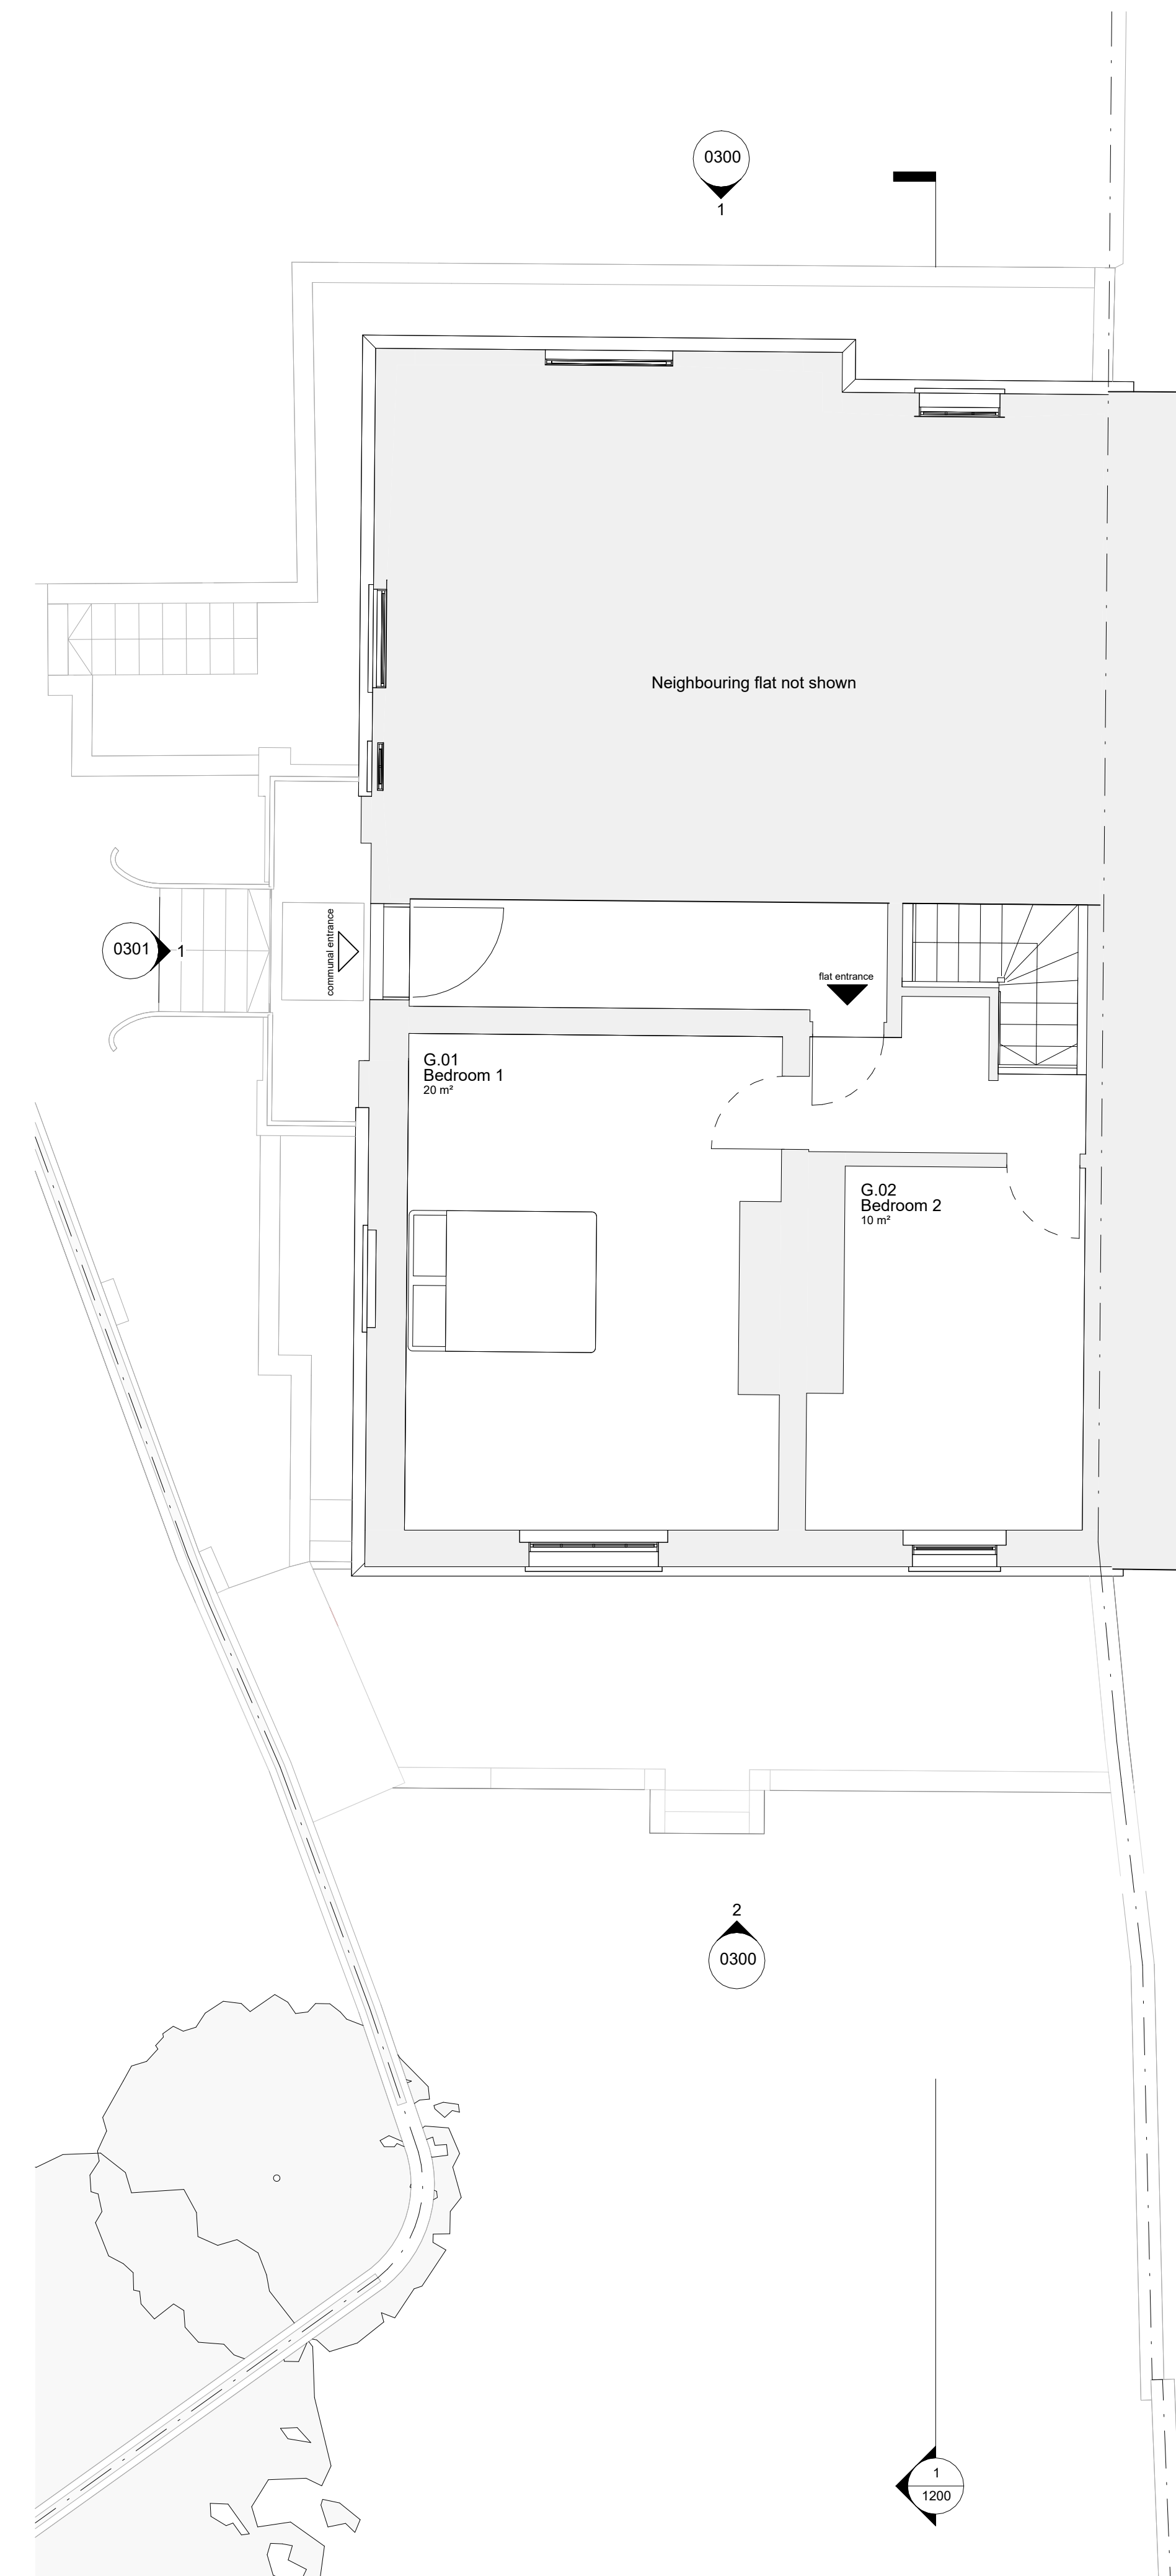 0300
1
Neighbouring flat not shown
communal entrance
0301
1
flat entrance
G.01
Bedroom 1
20 m²
G.02
Bedroom 2
10 m²
2
0300
1
1200